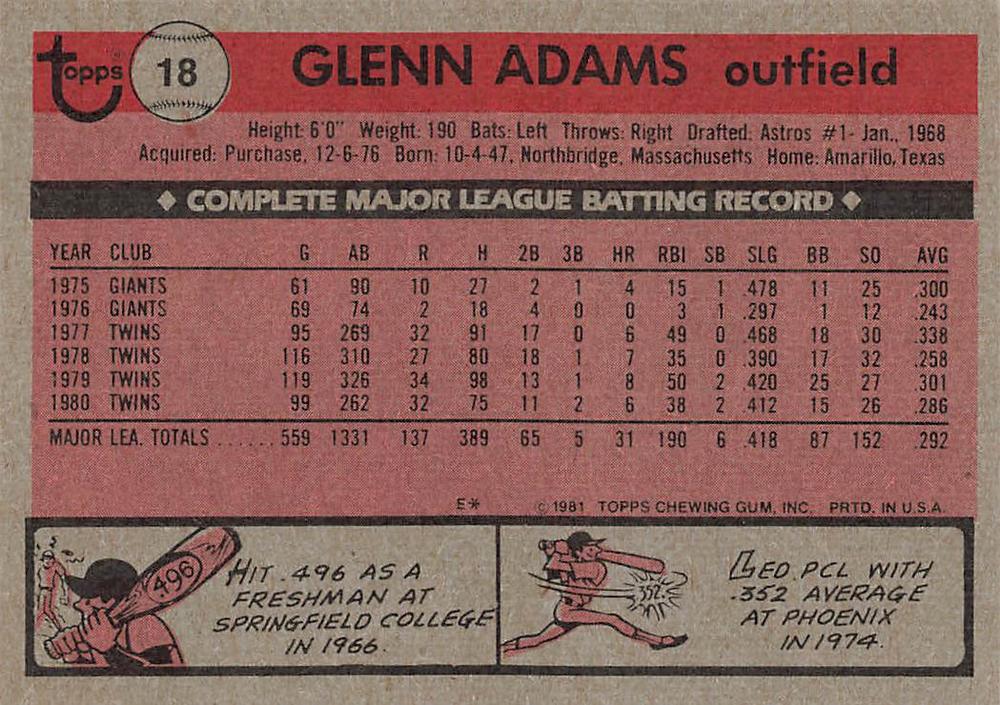 Topps
18
GLENN ADAMS outfield
Height: 6'0" Weight: 190 Bats: Left Throws: Right Drafted: Astros #1- Jan., 1968
Acquired: Purchase, 12-6-76 Born: 10-4-47, Northbridge, Massachusetts Home: Amarillo, Texas
◆ COMPLETE MAJOR LEAGUE BATTING RECORD ◆
YEAR CLUB G AB R H 2B 3B HR RBI SB SLG BB SO AVG
1975 GIANTS 61 90 10 27 2 1 4 15 1 .478 11 25 .300
1976 GIANTS 69 74 2 18 4 0 0 3 1 .297 1 12 .243
1977 TWINS 95 269 32 91 17 0 6 49 0 .468 18 30 .338
1978 TWINS 116 310 27 80 18 1 7 35 0 .390 17 32 .258
1979 TWINS 119 326 34 98 13 1 8 50 2 .420 25 27 .301
1980 TWINS 99 262 32 75 11 2 6 38 2 .412 15 26 .286
MAJOR LEA. TOTALS ...... 559 1331 137 389 65 5 31 190 6 .418 87 152 .292
E* © 1981 TOPPS CHEWING GUM, INC. PRTD. IN U.S.A.
496
HIT .496 AS A
FRESHMAN AT
SPRINGFIELD COLLEGE
IN 1966.
.352
LED PCL WITH
.352 AVERAGE
AT PHOENIX
IN 1974.